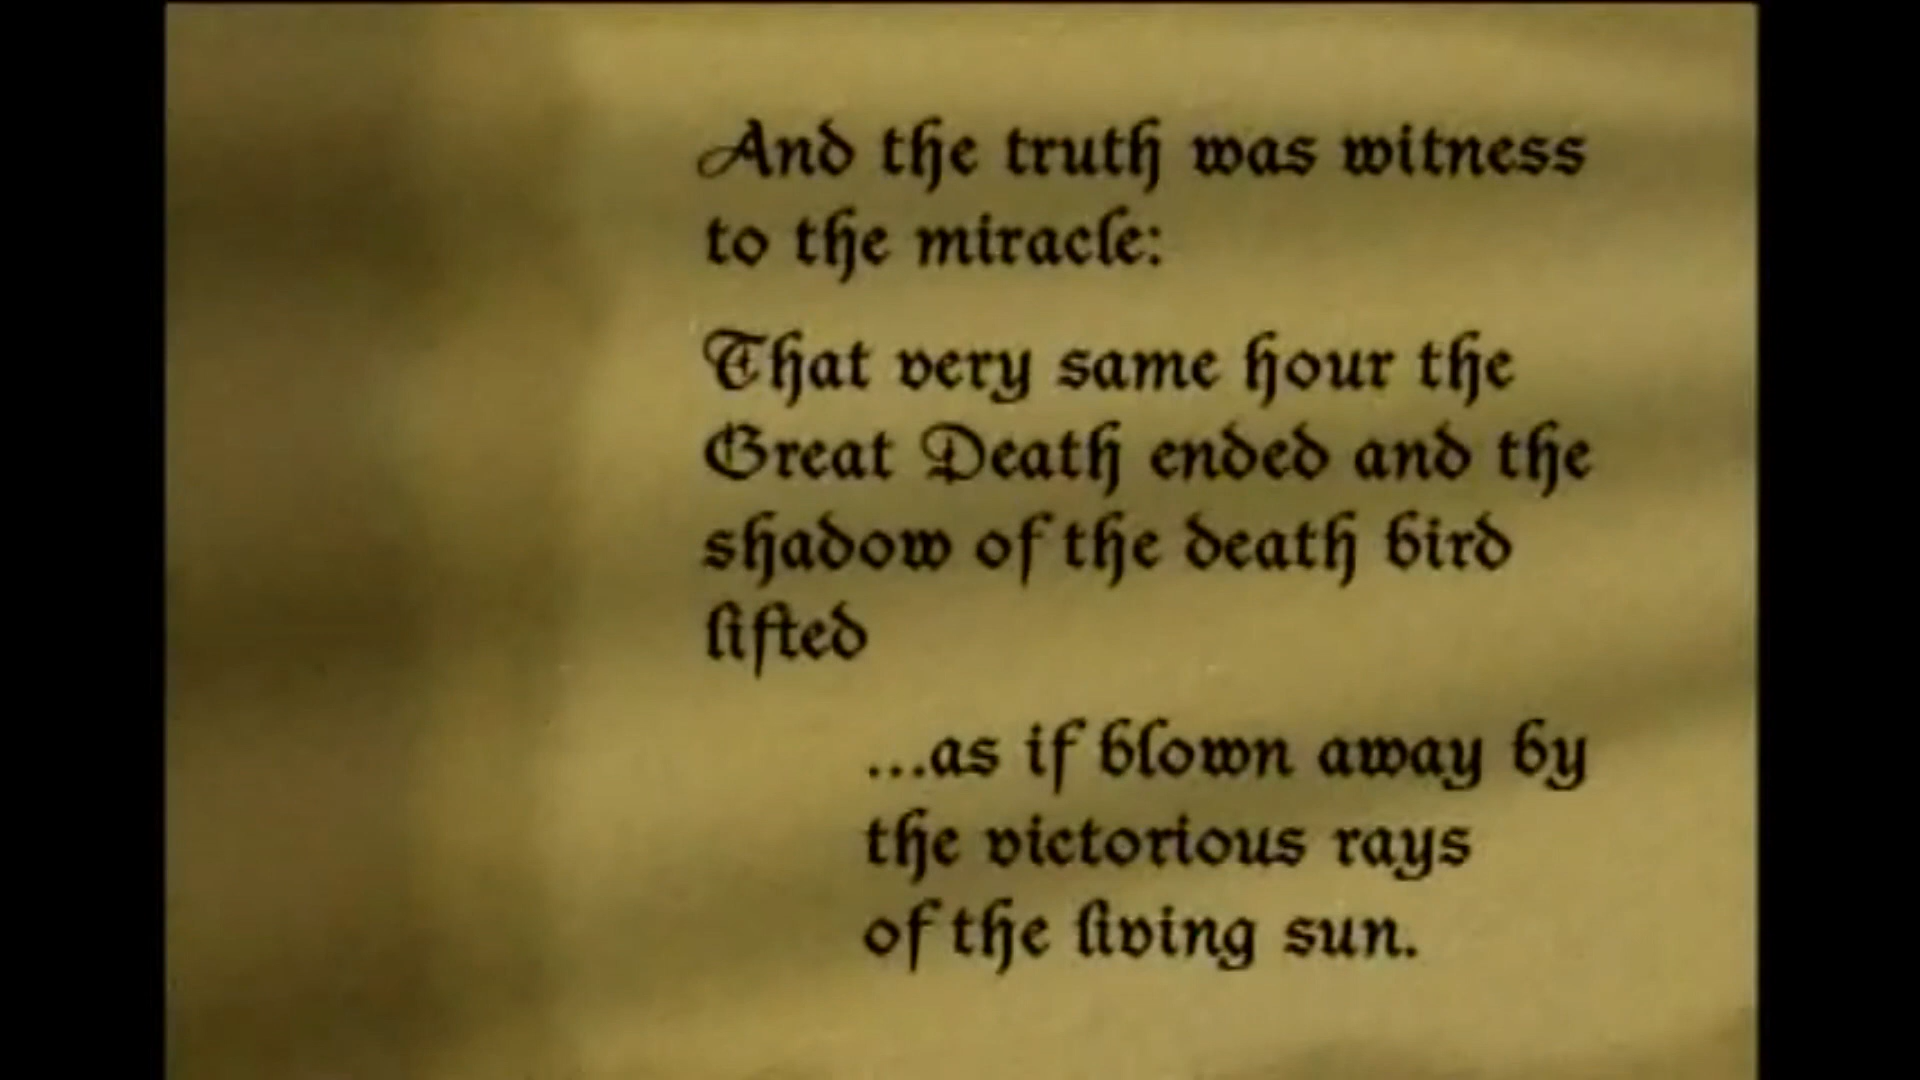 And the truth was witness
to the miracle:
That very same hour the
Great Death ended and the
shadow of the death bird
lifted
...as if blown away by
the victorious rays
of the living sun.